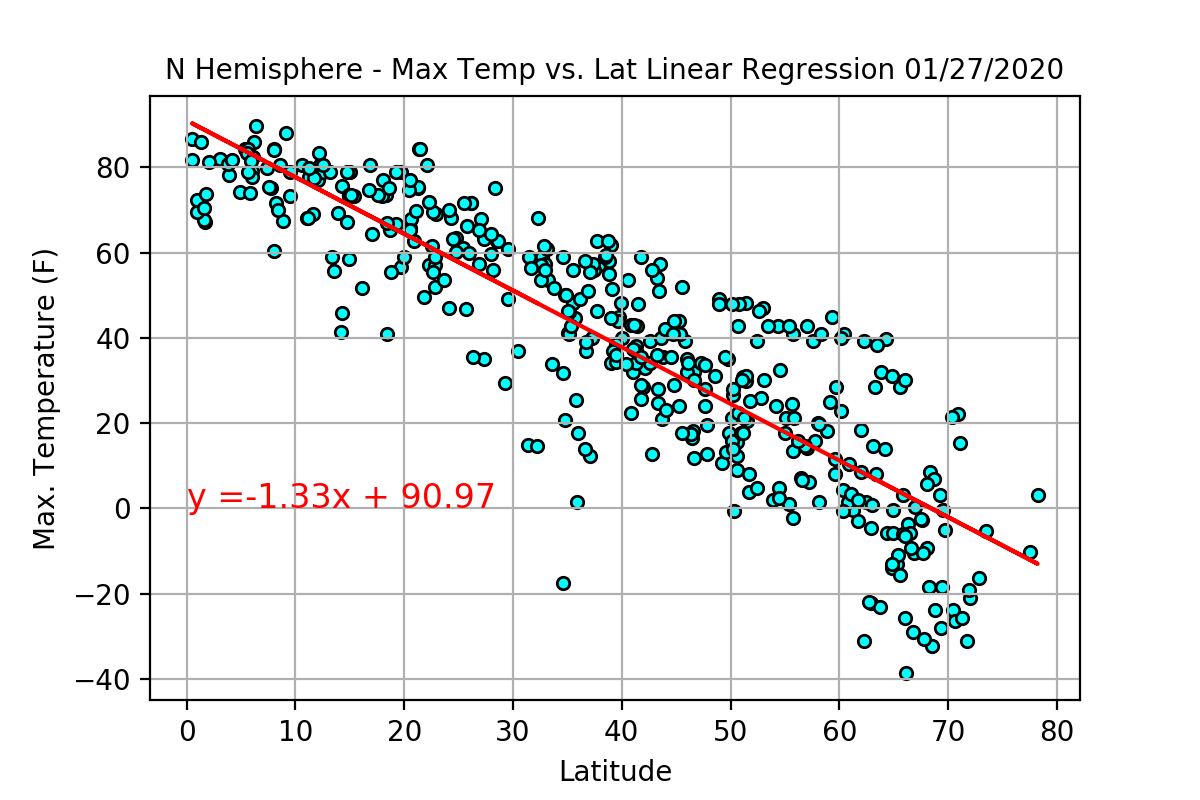 N Hemisphere - Max Temp vs. Lat Linear Regression 01/27/2020
Max. Temperature (F)
80
60
40
20
0
−20
−40
y =-1.33x + 90.97
0 10 20 30 40 50 60 70 80
Latitude